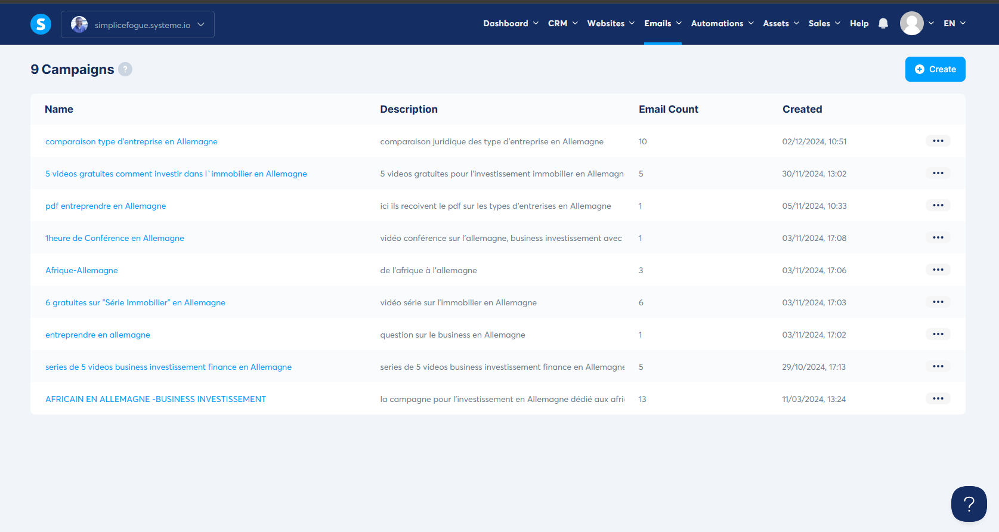 S simplicefogue.systeme.io Dashboard CRM Websites Emails Automations Assets Sales Help EN
9 Campaigns ? Create
Name Description Email Count Created
comparaison type d'entreprise en Allemagne comparaison juridique des type d'entreprise en Allemagne 10 02/12/2024, 10:51
5 videos gratuites comment investir dans l`immobilier en Allemagne 5 videos gratuites pour l'investissement immobilier en Allemagn 5 30/11/2024, 13:02
pdf entreprendre en Allemagne ici ils recoivent le pdf sur les types d'entrerises en Allemagne 1 05/11/2024, 10:33
1heure de Conférence en Allemagne vidéo conférence sur l'allemagne, business investissement avec 1 03/11/2024, 17:08
Afrique-Allemagne de l'afrique à l'allemagne 3 03/11/2024, 17:06
6 gratuites sur "Série Immobilier" en Allemagne vidéo série sur l'immobilier en Allemagne 6 03/11/2024, 17:03
entreprendre en allemagne question sur le business en Allemagne 1 03/11/2024, 17:02
series de 5 videos business investissement finance en Allemagne series de 5 videos business investissement finance en Allemagne 5 29/10/2024, 17:13
AFRICAIN EN ALLEMAGNE -BUSINESS INVESTISSEMENT la campagne pour l'investissement en Allemagne dédié aux afri 13 11/03/2024, 13:24
?